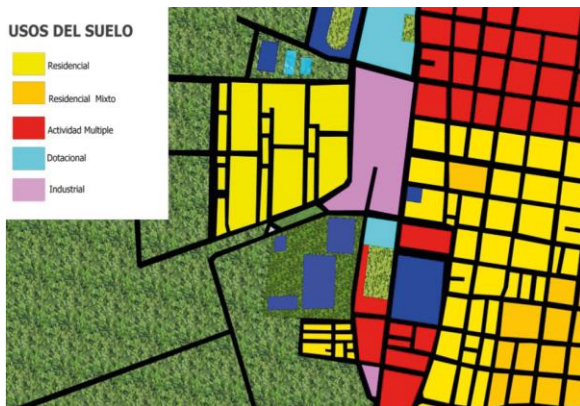 USOS DEL SUELO
Residencial
Residencial Mixto
Actividad Multiple
Dotacional
Industrial